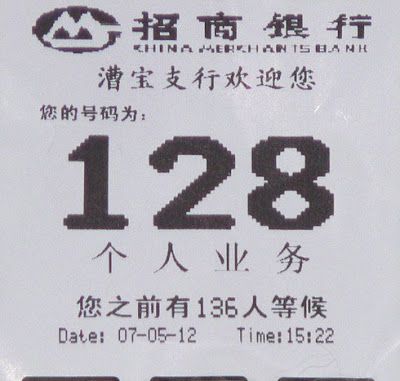 招商银行
CHINA MERCHANTS BANK
漕宝支行欢迎您
您的号码为:
128
个人业务
您之前有136人等候
Date: 07-05-12 Time:15:22